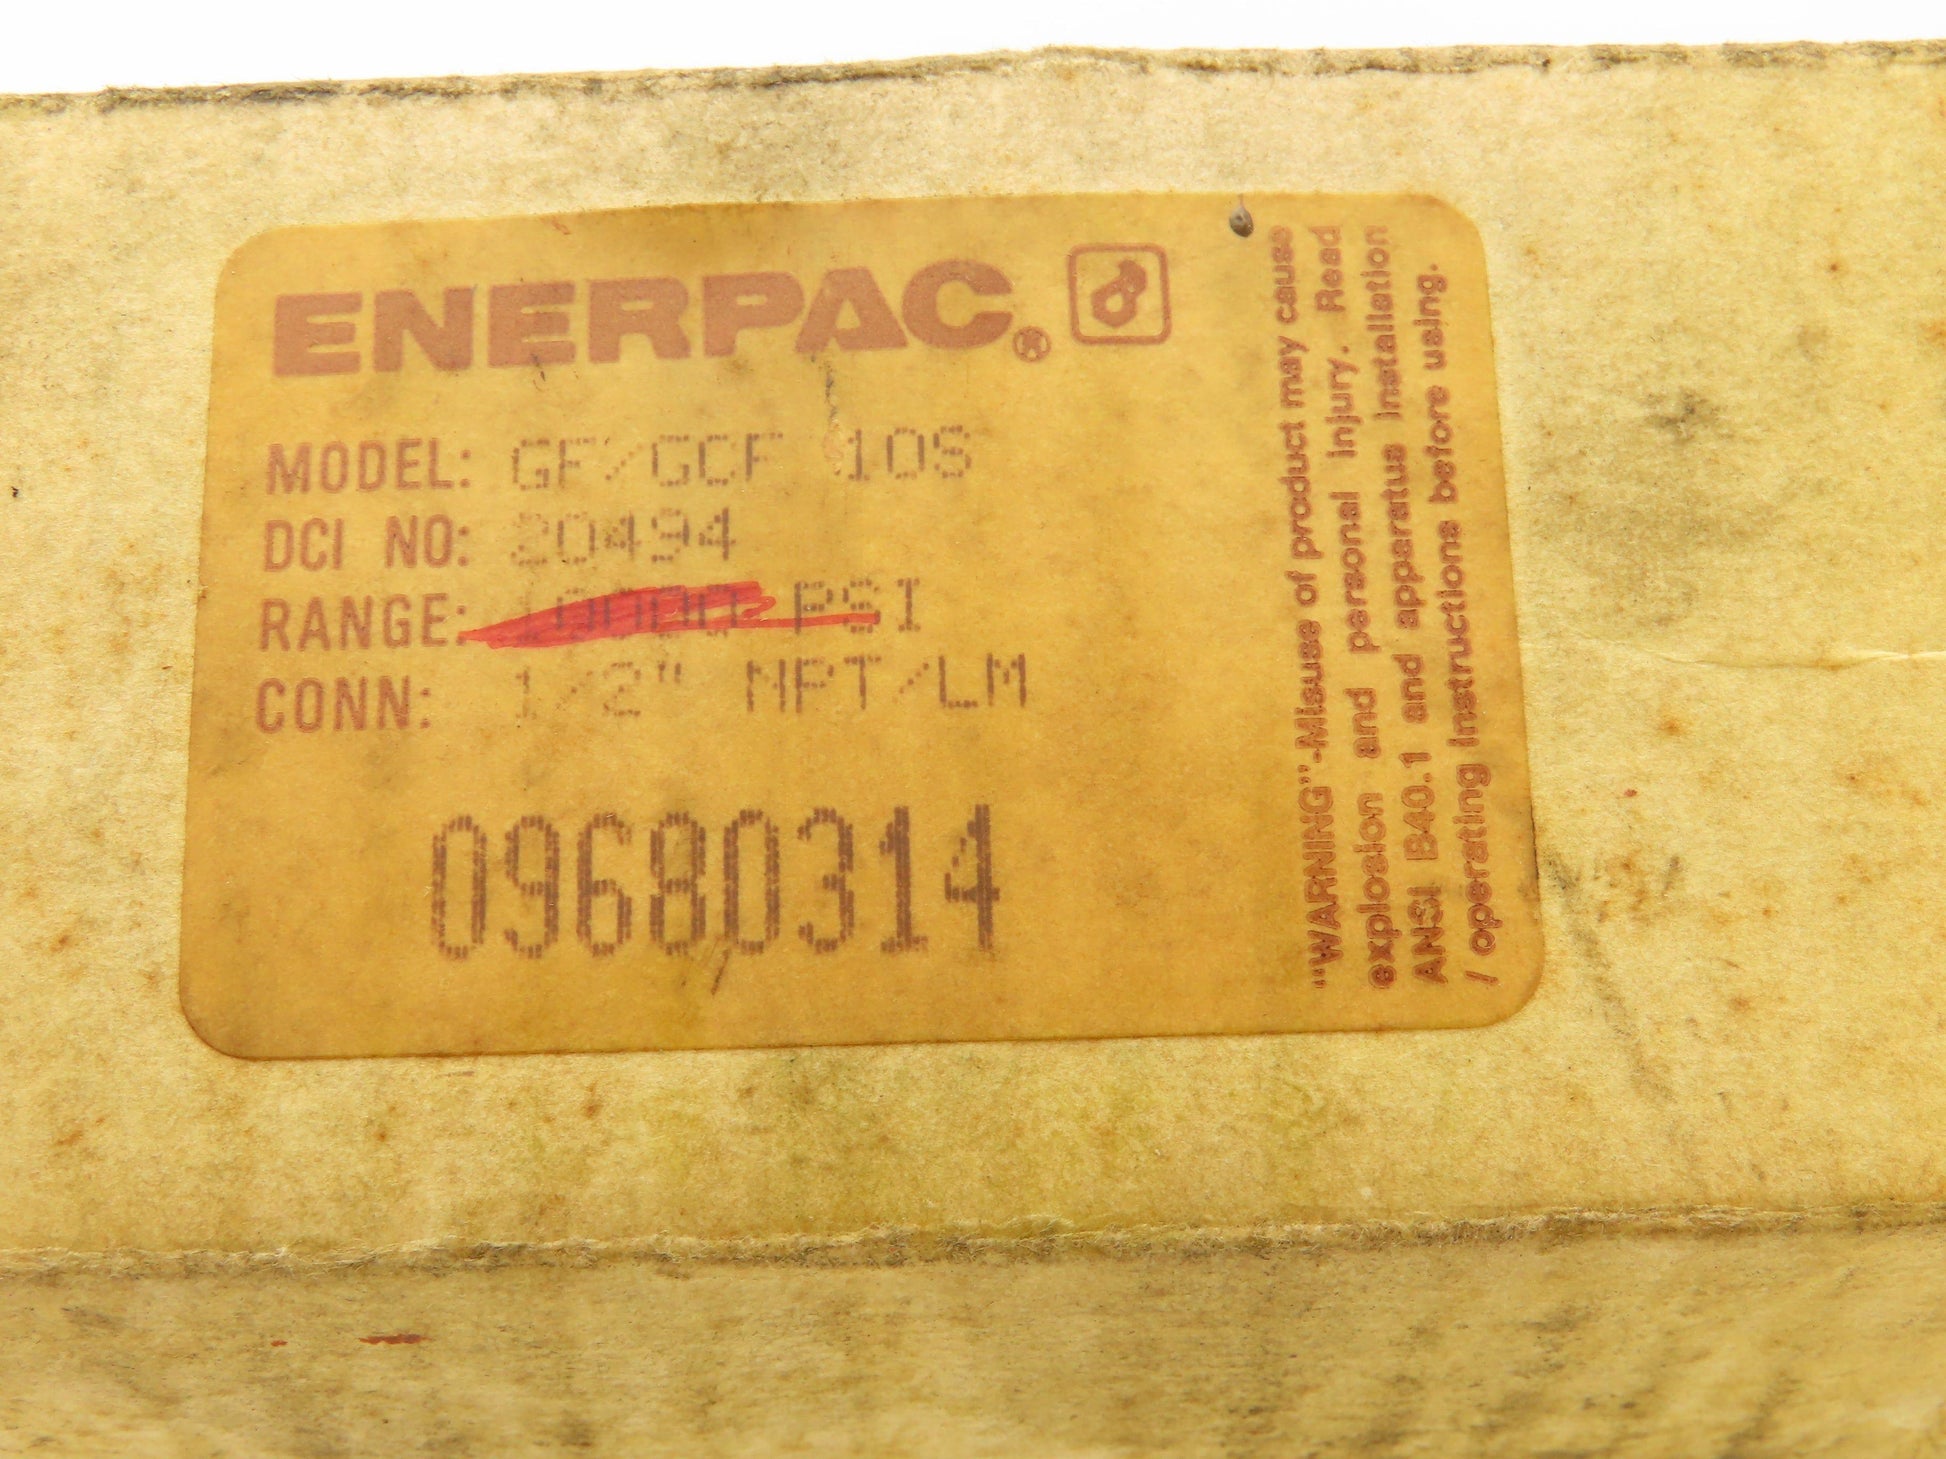 ENERPAC®
MODEL: GF/GCF 10S
DCI NO: 20494
RANGE: 10000 PSI
CONN: 1/2" NPT/LM
09680314
"WARNING"-Misuse of product may cause
explosion and personal injury. Read
ANSI B40.1 and apparatus installation
/ operating instructions before using.